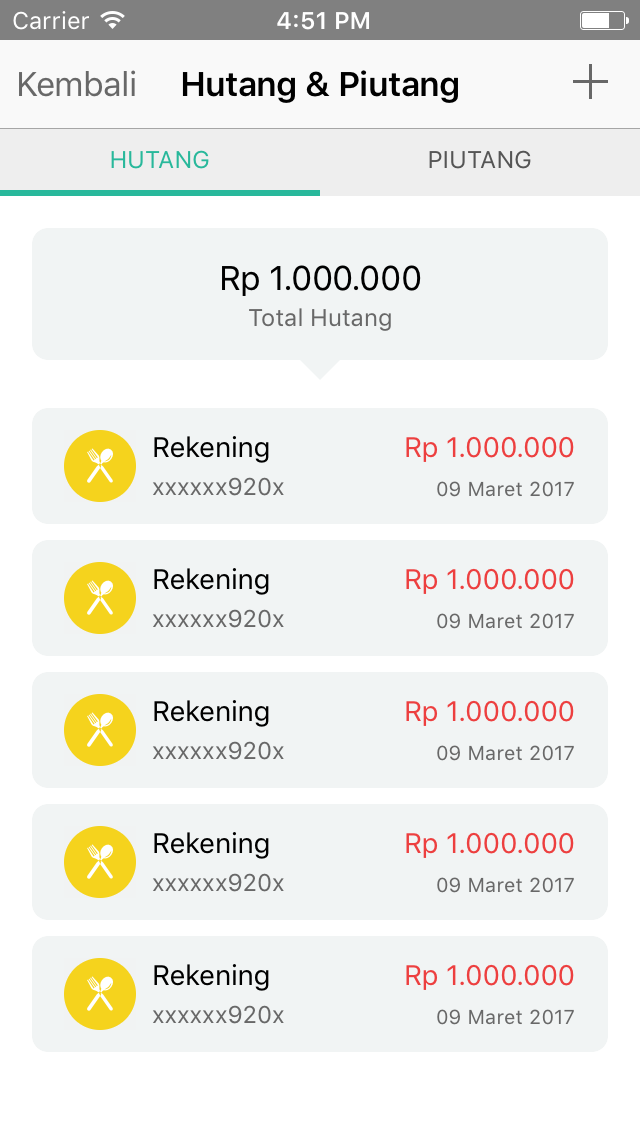 Carrier 4:51 PM
Kembali Hutang & Piutang
HUTANG PIUTANG
Rp 1.000.000
Total Hutang
Rekening Rp 1.000.000
xxxxxx920x 09 Maret 2017
Rekening Rp 1.000.000
xxxxxx920x 09 Maret 2017
Rekening Rp 1.000.000
xxxxxx920x 09 Maret 2017
Rekening Rp 1.000.000
xxxxxx920x 09 Maret 2017
Rekening Rp 1.000.000
xxxxxx920x 09 Maret 2017